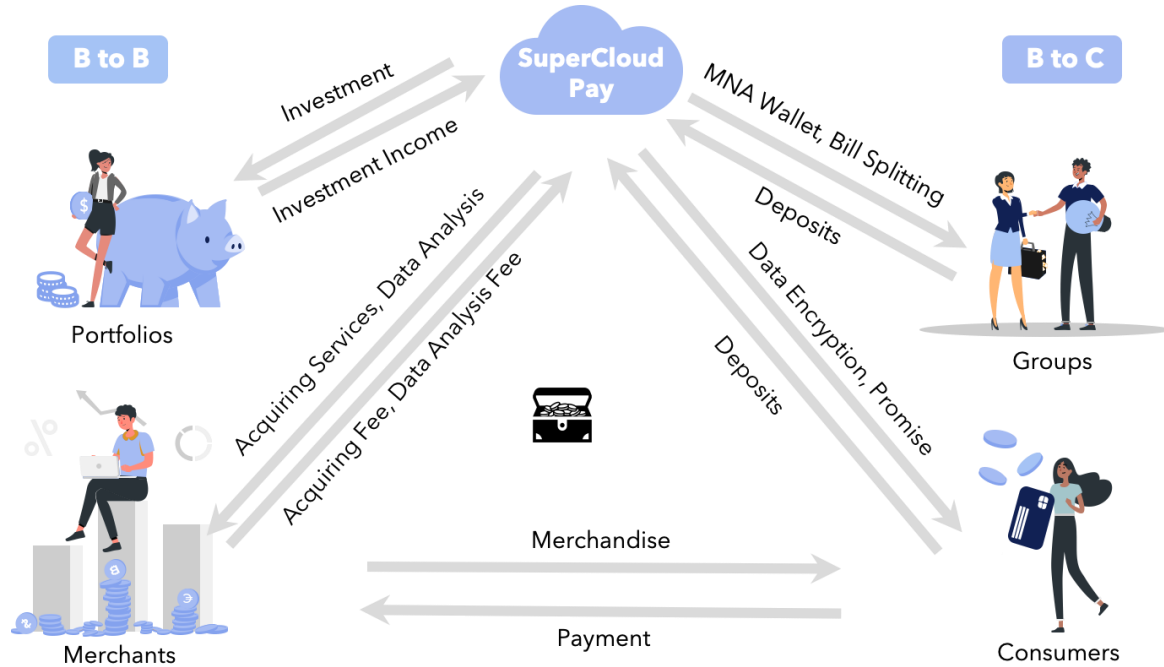 B to B
SuperCloud
Pay
B to C
Investment
Investment Income
MNA Wallet, Bill Splitting
Deposits
$
Portfolios
Groups
Acquiring Services, Data Analysis
Acquiring Fee, Data Analysis Fee
Data Encryption, Promise
Deposits
%
Merchandise
Payment
Merchants
Consumers